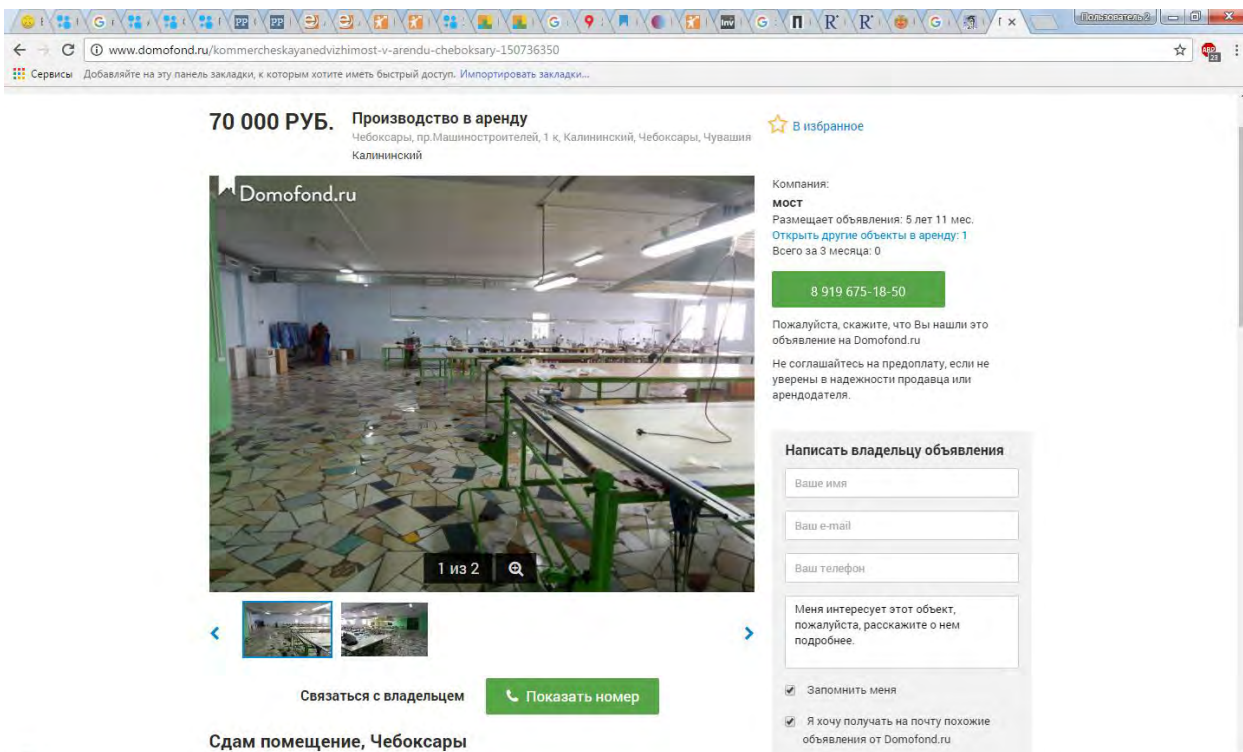 Пользователь 2
www.domofond.ru/kommercheskayanedvizhimost-v-arendu-cheboksary-150736350
ABP
23
Сервисы Добавляйте на эту панель закладки, к которым хотите иметь быстрый доступ. Импортировать закладки...
70 000 РУБ.
Производство в аренду
Чебоксары, пр.Машиностроителей, 1 к, Калининский, Чебоксары, Чувашия
Калининский
В избранное
Domofond.ru
1 из 2
Связаться с владельцем
Показать номер
Сдам помещение, Чебоксары
Компания:
мост
Размещает объявления: 5 лет 11 мес.
Открыть другие объекты в аренду: 1
Всего за 3 месяца: 0
8 919 675-18-50
Пожалуйста, скажите, что Вы нашли это
объявление на Domofond.ru
Не соглашайтесь на предоплату, если не
уверены в надежности продавца или
арендодателя.
Написать владельцу объявления
Ваше имя
Ваш e-mail
Ваш телефон
Меня интересует этот объект,
пожалуйста, расскажите о нем
подробнее.
Запомнить меня
Я хочу получать на почту похожие
объявления от Domofond.ru